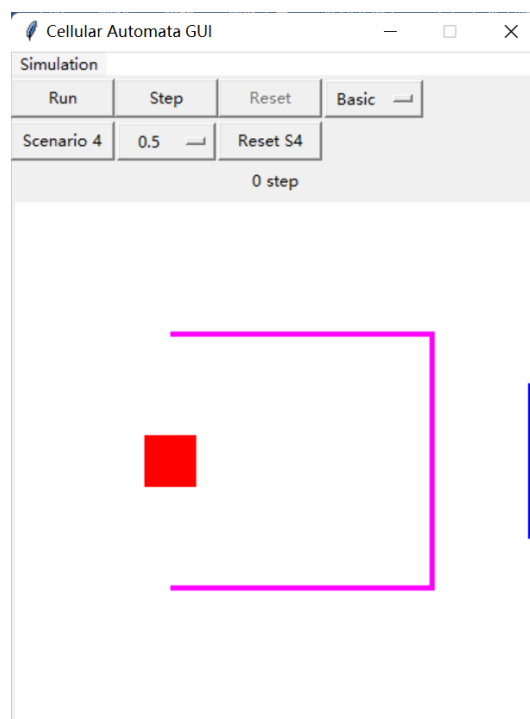 Cellular Automata GUI
Simulation
Run Step Reset Basic
Scenario 4 0.5 Reset S4
0 step